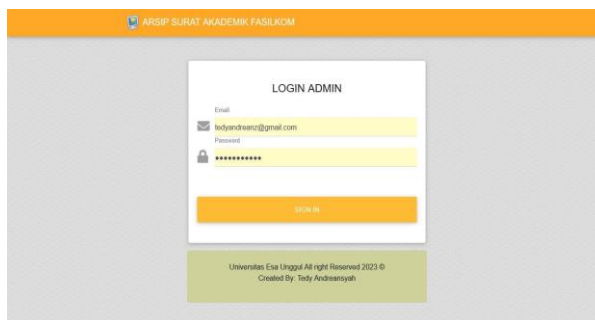 ARSIP SURAT AKADEMIK FASILKOM
LOGIN ADMIN
Email
tedyandreanz@gmail.com
Password
●●●●●●●●●●●
SIGN IN
Universitas Esa Unggul All right Reserved 2023 ©
Created By: Tedy Andreansyah